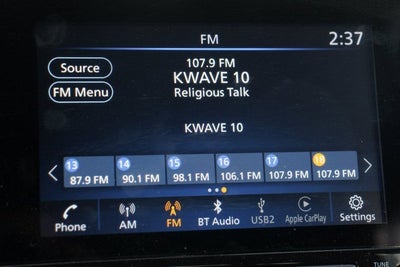 FM
2:37
Source
107.9 FM
FM Menu
KWAVE 10
Religious Talk
KWAVE 10
13 14 15 16 17 18
87.9 FM 90.1 FM 98.1 FM 106.1 FM 107.9 FM 107.9 FM
Phone AM FM BT Audio USB2 Apple CarPlay Settings
TUNE